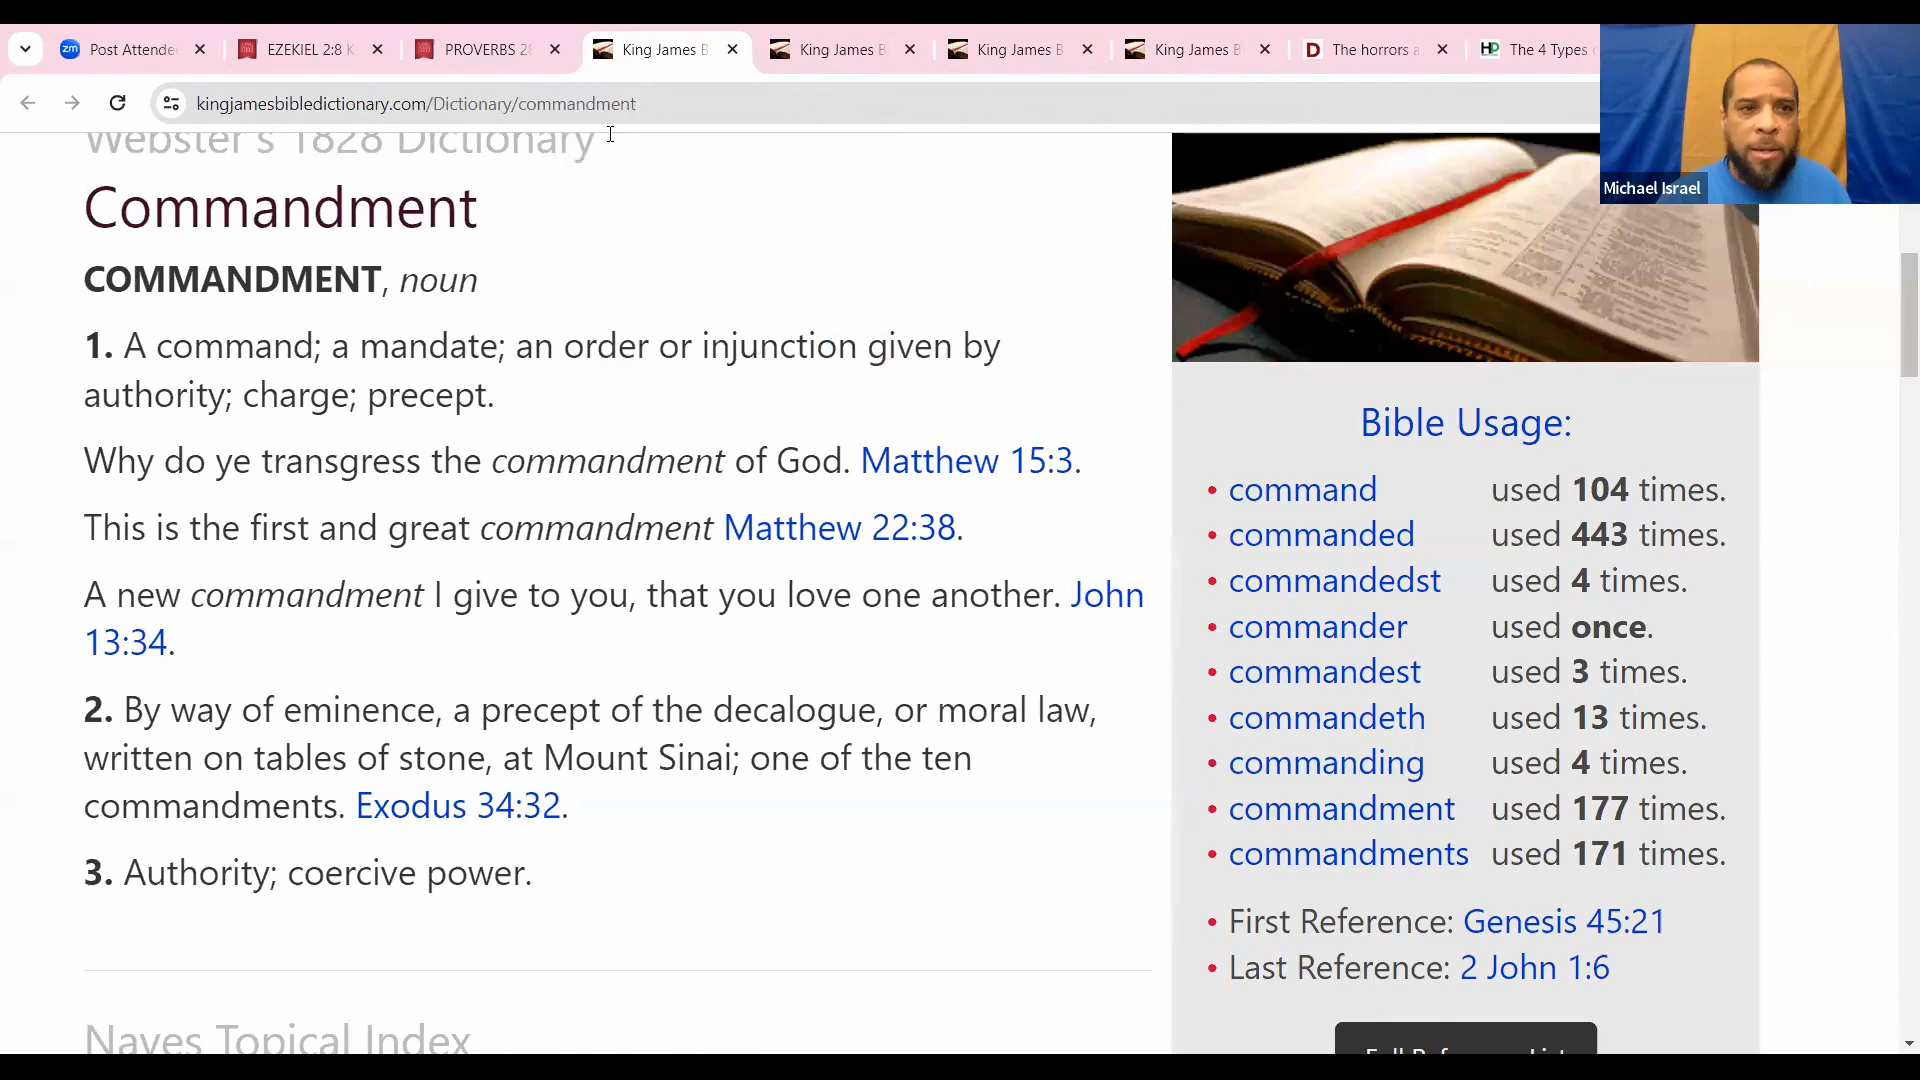 Post Attende
EZEKIEL 2:8 K
PROVERBS 28
King James B
King James B
King James B
King James B
The horrors a
The 4 Types o
kingjamesbibledictionary.com/Dictionary/commandment
Michael Israel
Webster's 1828 Dictionary
Commandment
COMMANDMENT, noun
1. A command; a mandate; an order or injunction given by
authority; charge; precept.
Why do ye transgress the commandment of God. Matthew 15:3.
This is the first and great commandment Matthew 22:38.
A new commandment I give to you, that you love one another. John
13:34.
2. By way of eminence, a precept of the decalogue, or moral law,
written on tables of stone, at Mount Sinai; one of the ten
commandments. Exodus 34:32.
3. Authority; coercive power.
Naves Topical Index
Bible Usage:
• command used 104 times.
• commanded used 443 times.
• commandedst used 4 times.
• commander used once.
• commandest used 3 times.
• commandeth used 13 times.
• commanding used 4 times.
• commandment used 177 times.
• commandments used 171 times.
• First Reference: Genesis 45:21
• Last Reference: 2 John 1:6